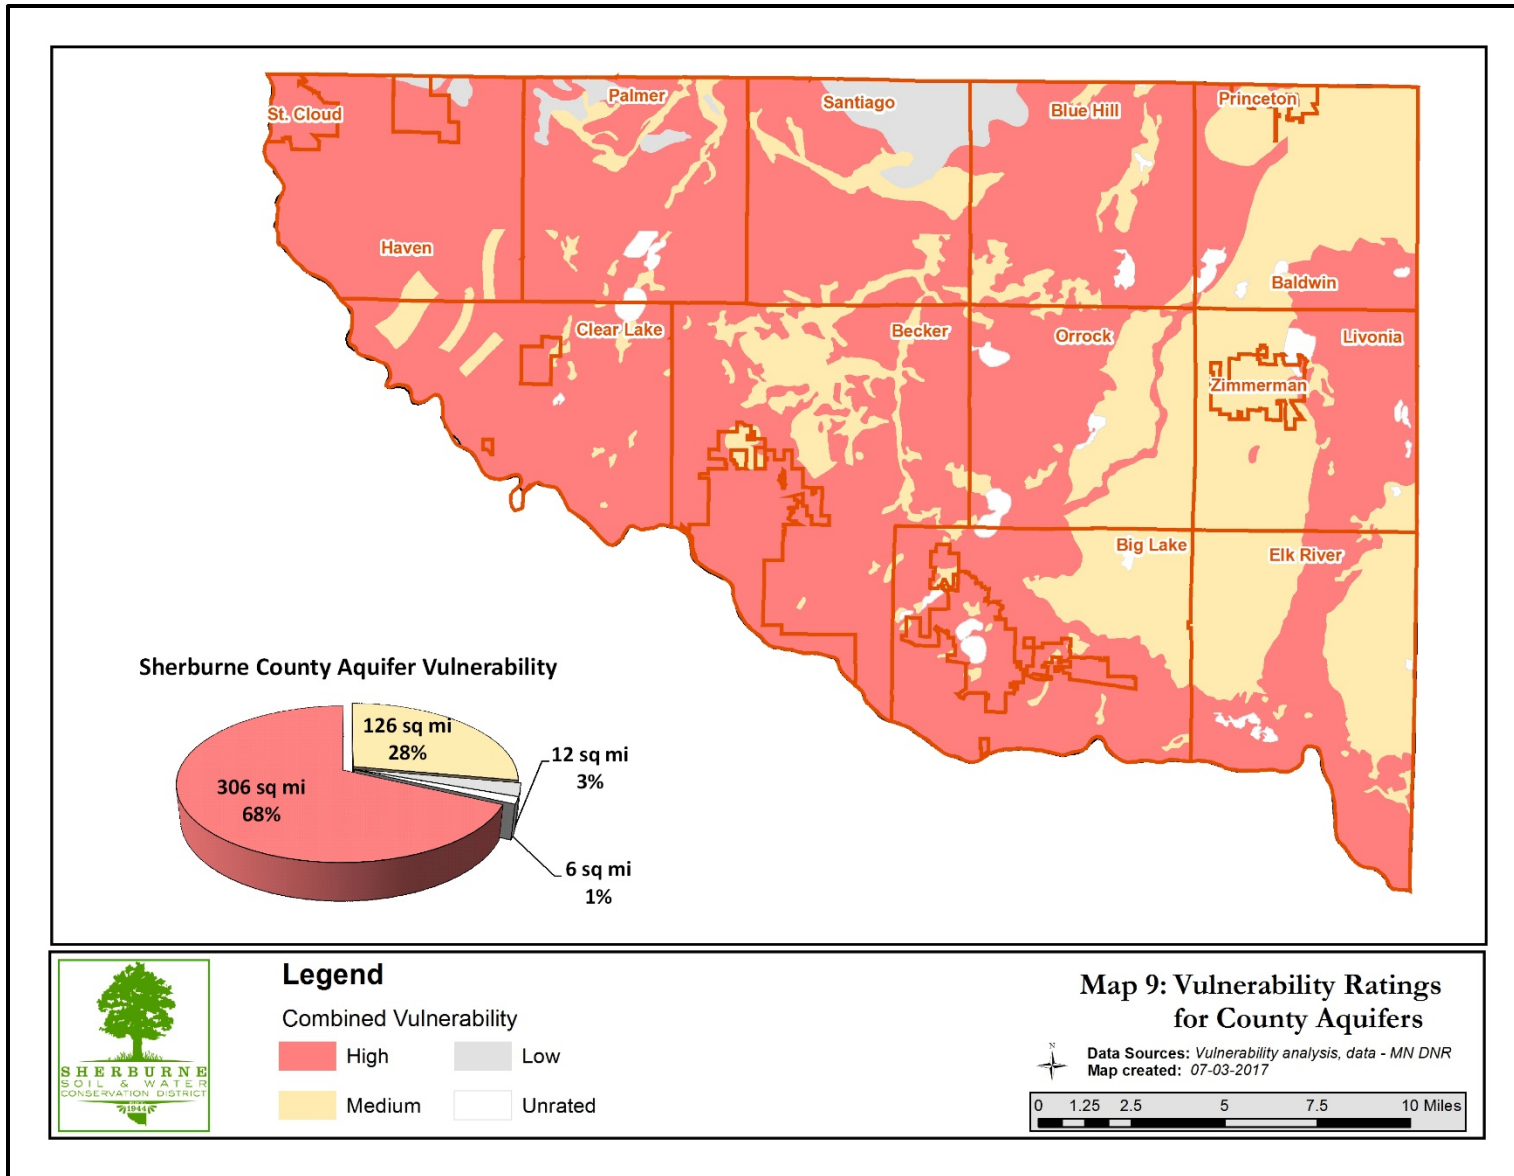 St. Cloud
Palmer
Santiago
Blue Hill
Princeton
Haven
Baldwin
Clear Lake
Becker
Orrock
Livonia
Zimmerman
Big Lake
Elk River
Sherburne County Aquifer Vulnerability
126 sq mi
28%
12 sq mi
3%
306 sq mi
68%
6 sq mi
1%
SHERBURNE
SOIL & WATER
CONSERVATION DISTRICT
1944
Legend
Combined Vulnerability
High
Low
Medium
Unrated
Map 9: Vulnerability Ratings
for County Aquifers
N
Data Sources: Vulnerability analysis, data - MN DNR
Map created: 07-03-2017
0 1.25 2.5 5 7.5 10 Miles